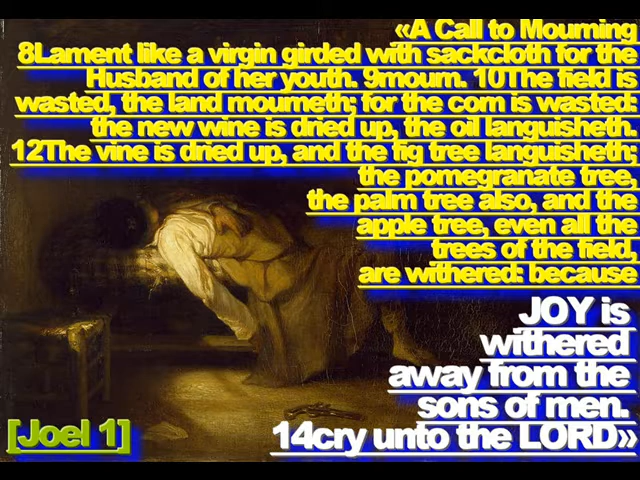 «A Call to Mourning
8Lament like a virgin girded with sackcloth for the
Husband of her youth. 9mourn. 10The field is
wasted, the land mourneth; for the corn is wasted:
the new wine is dried up, the oil languisheth.
12The vine is dried up, and the fig tree languisheth;
the pomegranate tree,
the palm tree also, and the
apple tree, even all the
trees of the field,
are withered: because
JOY is
withered
away from the
sons of men.
14cry unto the LORD»
[Joel 1]